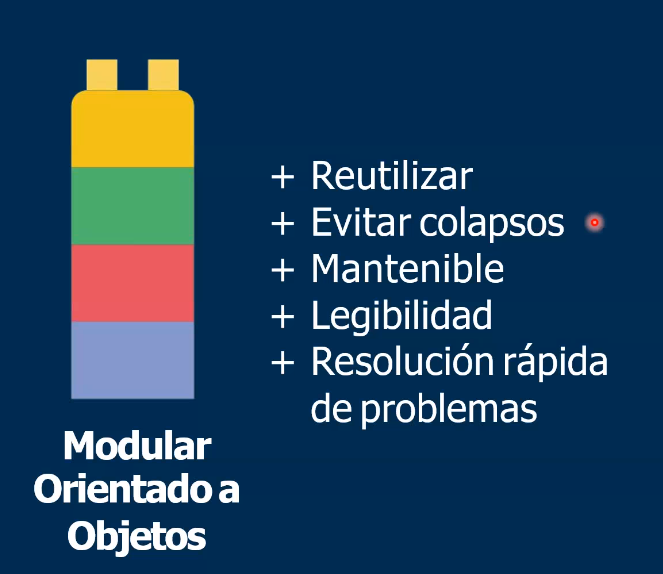 + Reutilizar
+ Evitar colapsos
+ Mantenible
+ Legibilidad
+ Resolución rápida
de problemas
Modular
Orientado a
Objetos